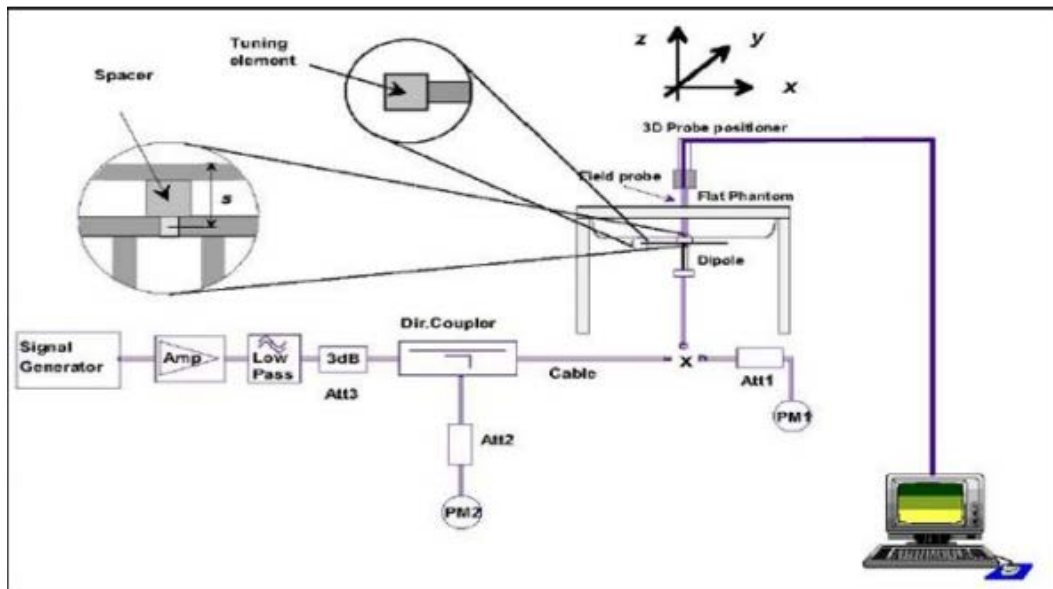 Tuning
element
Spacer
s
z
y
x
3D Probe positioner
Field probe
Flat Phantom
Dipole
Signal
Generator
Amp
Low
Pass
3dB
Att3
Dir.Coupler
Cable
x
Att1
PM1
Att2
PM2